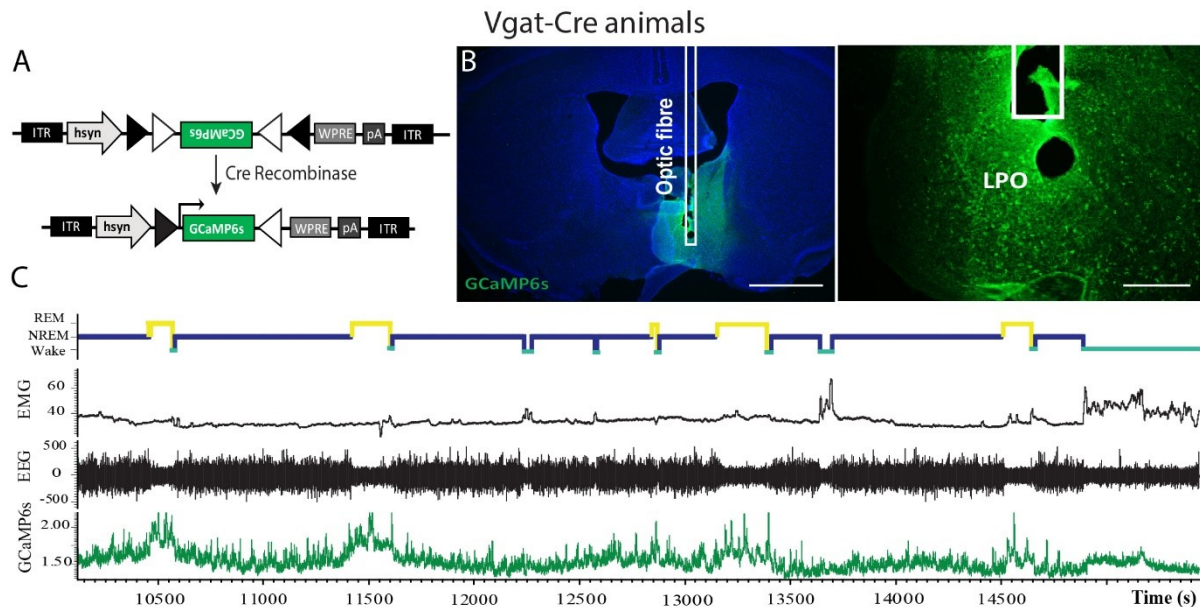 Vgat-Cre animals
A
ITR hsyn GCaMP6s WPRE pA ITR
Cre Recombinase
ITR hsyn GCaMP6s WPRE pA ITR
B
Optic fibre
GCaMP6s
LPO
C
REM
NREM
Wake
EMG
60
40
EEG
500
0
-500
GCaMP6s
2.00
1.50
10500 11000 11500 12000 12500 13000 13500 14000 14500 Time (s)